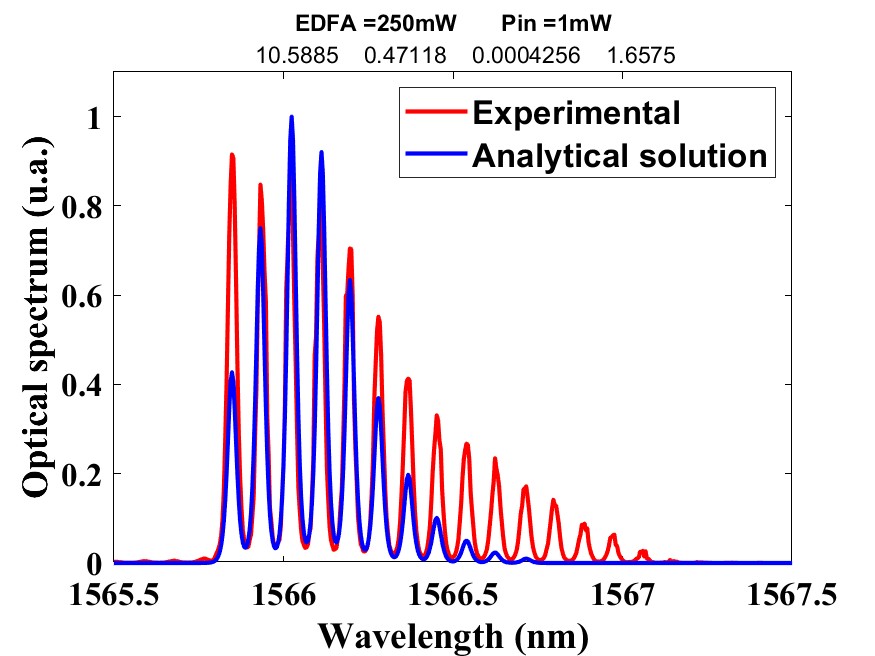 EDFA =250mW Pin =1mW
10.5885 0.47118 0.0004256 1.6575
Experimental
Analytical solution
Optical spectrum (u.a.)
1
0.8
0.6
0.4
0.2
0
1565.5 1566 1566.5 1567 1567.5
Wavelength (nm)